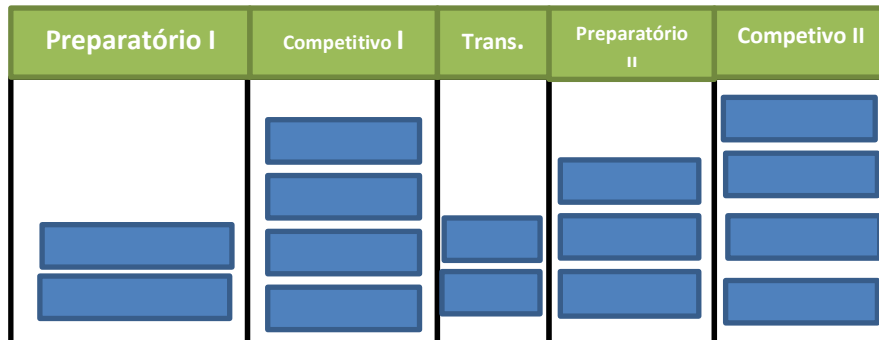 Preparatório I
Competitivo I
Trans.
Preparatório
II
Competivo II